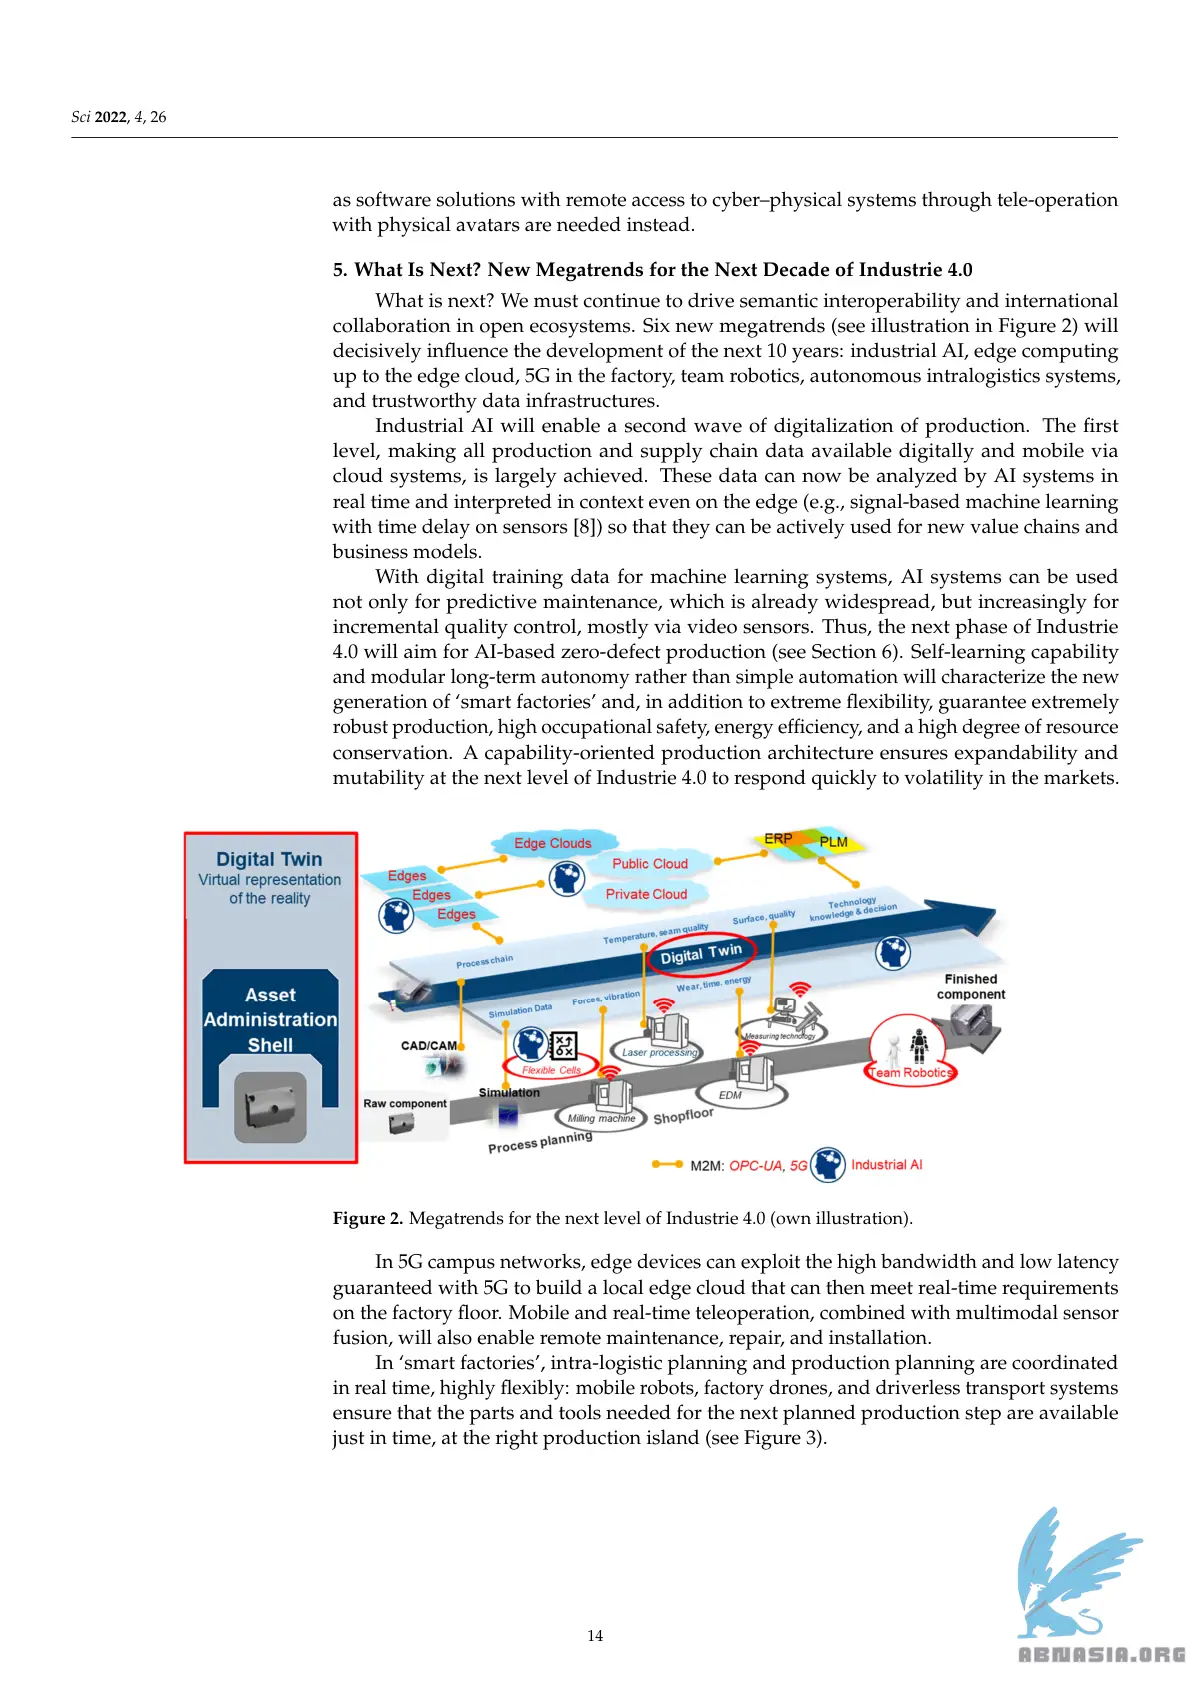 Sci 2022, 4, 26
as software solutions with remote access to cyber–physical systems through tele-operation
with physical avatars are needed instead.
5. What Is Next? New Megatrends for the Next Decade of Industrie 4.0
What is next? We must continue to drive semantic interoperability and international
collaboration in open ecosystems. Six new megatrends (see illustration in Figure 2) will
decisively influence the development of the next 10 years: industrial AI, edge computing
up to the edge cloud, 5G in the factory, team robotics, autonomous intralogistics systems,
and trustworthy data infrastructures.
Industrial AI will enable a second wave of digitalization of production. The first
level, making all production and supply chain data available digitally and mobile via
cloud systems, is largely achieved. These data can now be analyzed by AI systems in
real time and interpreted in context even on the edge (e.g., signal-based machine learning
with time delay on sensors [8]) so that they can be actively used for new value chains and
business models.
With digital training data for machine learning systems, AI systems can be used
not only for predictive maintenance, which is already widespread, but increasingly for
incremental quality control, mostly via video sensors. Thus, the next phase of Industrie
4.0 will aim for AI-based zero-defect production (see Section 6). Self-learning capability
and modular long-term autonomy rather than simple automation will characterize the new
generation of ‘smart factories’ and, in addition to extreme flexibility, guarantee extremely
robust production, high occupational safety, energy efficiency, and a high degree of resource
conservation. A capability-oriented production architecture ensures expandability and
mutability at the next level of Industrie 4.0 to respond quickly to volatility in the markets.
Digital Twin
Virtual representation
of the reality
Asset
Administration
Shell
Edge Clouds
Public Cloud
Private Cloud
ERP
PLM
Edges
Edges
Edges
Process chain
Temperature, seam quality
Surface, quality
Technology
knowledge & decision
Digital Twin
Simulation Data
Forces, vibration
Wear, time. energy
Finished
component
CAD/CAM
Flexible Cells
Laser processing
Measuring technology
Team Robotics
Simulation
Raw component
Milling machine
EDM
Shopfloor
Process planning
M2M: OPC-UA, 5G
Industrial AI
Figure 2. Megatrends for the next level of Industrie 4.0 (own illustration).
In 5G campus networks, edge devices can exploit the high bandwidth and low latency
guaranteed with 5G to build a local edge cloud that can then meet real-time requirements
on the factory floor. Mobile and real-time teleoperation, combined with multimodal sensor
fusion, will also enable remote maintenance, repair, and installation.
In ‘smart factories’, intra-logistic planning and production planning are coordinated
in real time, highly flexibly: mobile robots, factory drones, and driverless transport systems
ensure that the parts and tools needed for the next planned production step are available
just in time, at the right production island (see Figure 3).
14
ABNASIA.ORG